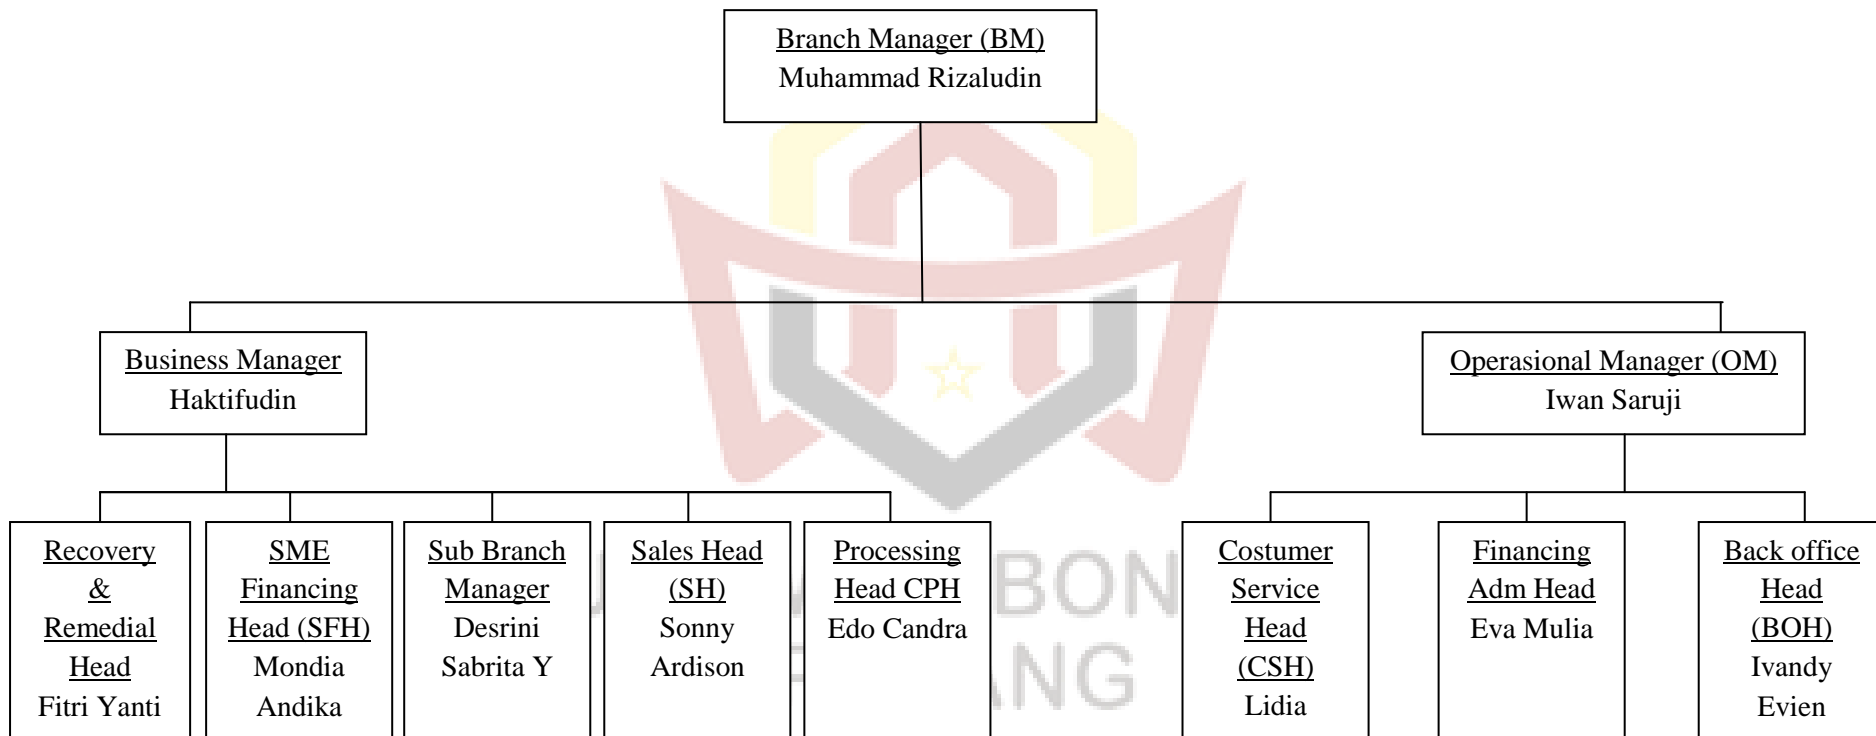 Branch Manager (BM)
Muhammad Rizaludin
Business Manager
Haktifudin
Operasional Manager (OM)
Iwan Saruji
Recovery
&
Remedial
Head
Fitri Yanti
SME
Financing
Head (SFH)
Mondia
Andika
Sub Branch
Manager
Desrini
Sabrita Y
Sales Head
(SH)
Sonny
Ardison
Processing
Head CPH
Edo Candra
Costumer
Service
Head
(CSH)
Lidia
Financing
Adm Head
Eva Mulia
Back office
Head
(BOH)
Ivandy
Evien